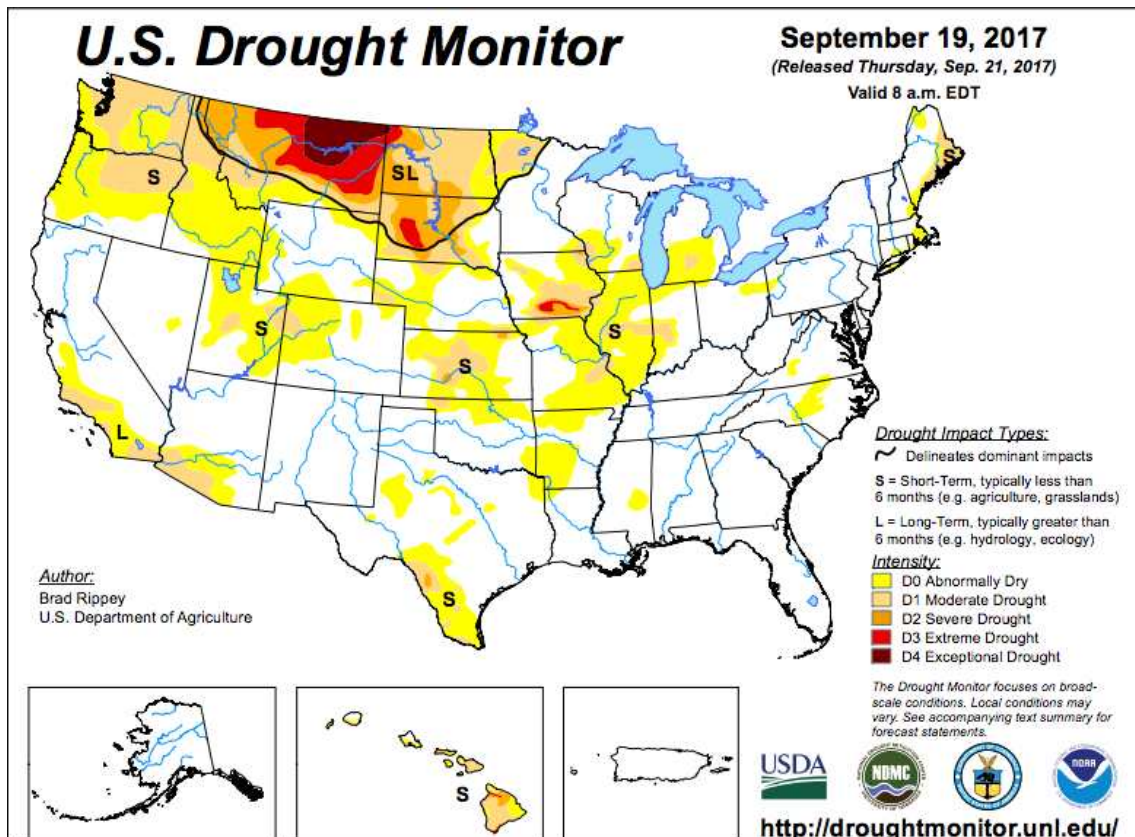 U.S. Drought Monitor
September 19, 2017
(Released Thursday, Sep. 21, 2017)
Valid 8 a.m. EDT
S
SL
S
S
S
S
L
S
Drought Impact Types:
Delineates dominant impacts
S = Short-Term, typically less than
6 months (e.g. agriculture, grasslands)
L = Long-Term, typically greater than
6 months (e.g. hydrology, ecology)
Intensity:
D0 Abnormally Dry
D1 Moderate Drought
D2 Severe Drought
D3 Extreme Drought
D4 Exceptional Drought
Author:
Brad Rippey
U.S. Department of Agriculture
The Drought Monitor focuses on broad-
scale conditions. Local conditions may
vary. See accompanying text summary for
forecast statements.
S
USDA
NDMC
NOAA
http://droughtmonitor.unl.edu/